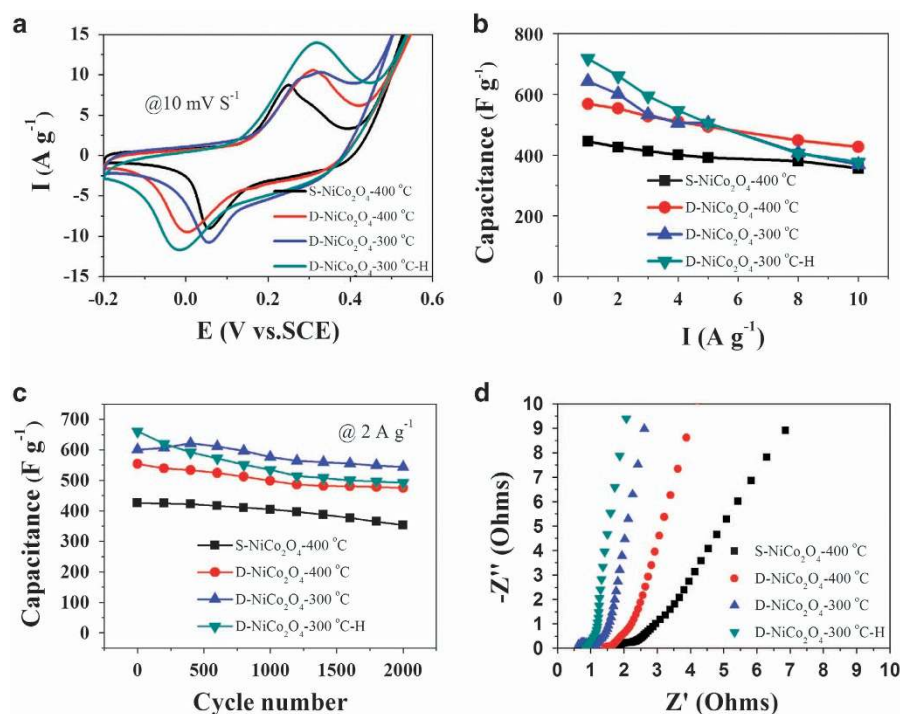 a
15
10
5
0
-5
-10
-15
I (A g⁻¹)
@10 mV S⁻¹
S-NiCo₂O₄-400 °C
D-NiCo₂O₄-400 °C
D-NiCo₂O₄-300 °C
D-NiCo₂O₄-300 °C-H
-0.2 0.0 0.2 0.4 0.6
E (V vs.SCE)
b
800
600
400
200
0
Capacitance (F g⁻¹)
S-NiCo₂O₄-400 °C
D-NiCo₂O₄-400 °C
D-NiCo₂O₄-300 °C
D-NiCo₂O₄-300 °C-H
0 2 4 6 8 10
I (A g⁻¹)
c
700
600
500
400
300
200
100
0
Capacitance (F g⁻¹)
@ 2 A g⁻¹
S-NiCo₂O₄-400 °C
D-NiCo₂O₄-400 °C
D-NiCo₂O₄-300 °C
D-NiCo₂O₄-300 °C-H
0 500 1000 1500 2000
Cycle number
d
10
9
8
7
6
5
4
3
2
1
0
-Z'' (Ohms)
S-NiCo₂O₄-400 °C
D-NiCo₂O₄-400 °C
D-NiCo₂O₄-300 °C
D-NiCo₂O₄-300 °C-H
0 1 2 3 4 5 6 7 8 9 10
Z' (Ohms)